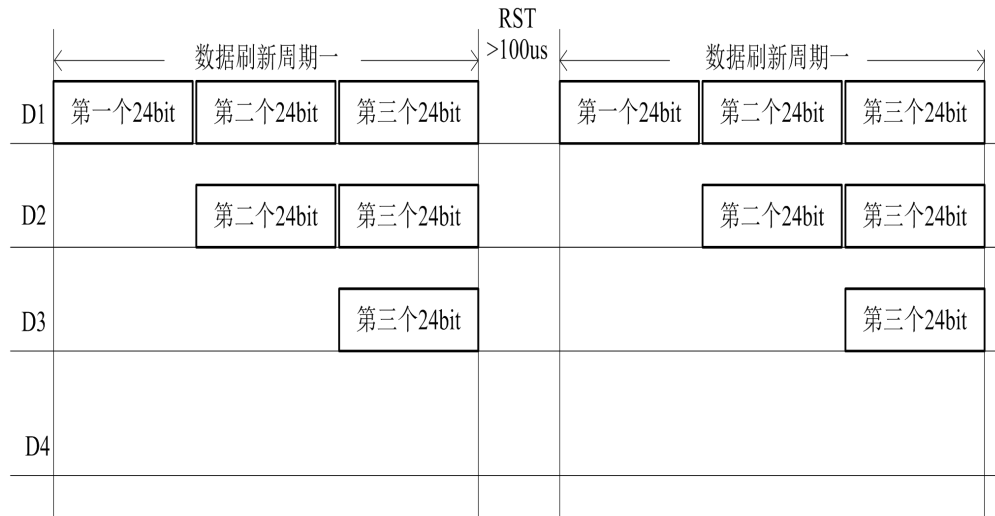 RST
>100us
数据刷新周期一
数据刷新周期一
D1
第一个24bit
第二个24bit
第三个24bit
第一个24bit
第二个24bit
第三个24bit
D2
第二个24bit
第三个24bit
第二个24bit
第三个24bit
D3
第三个24bit
第三个24bit
D4